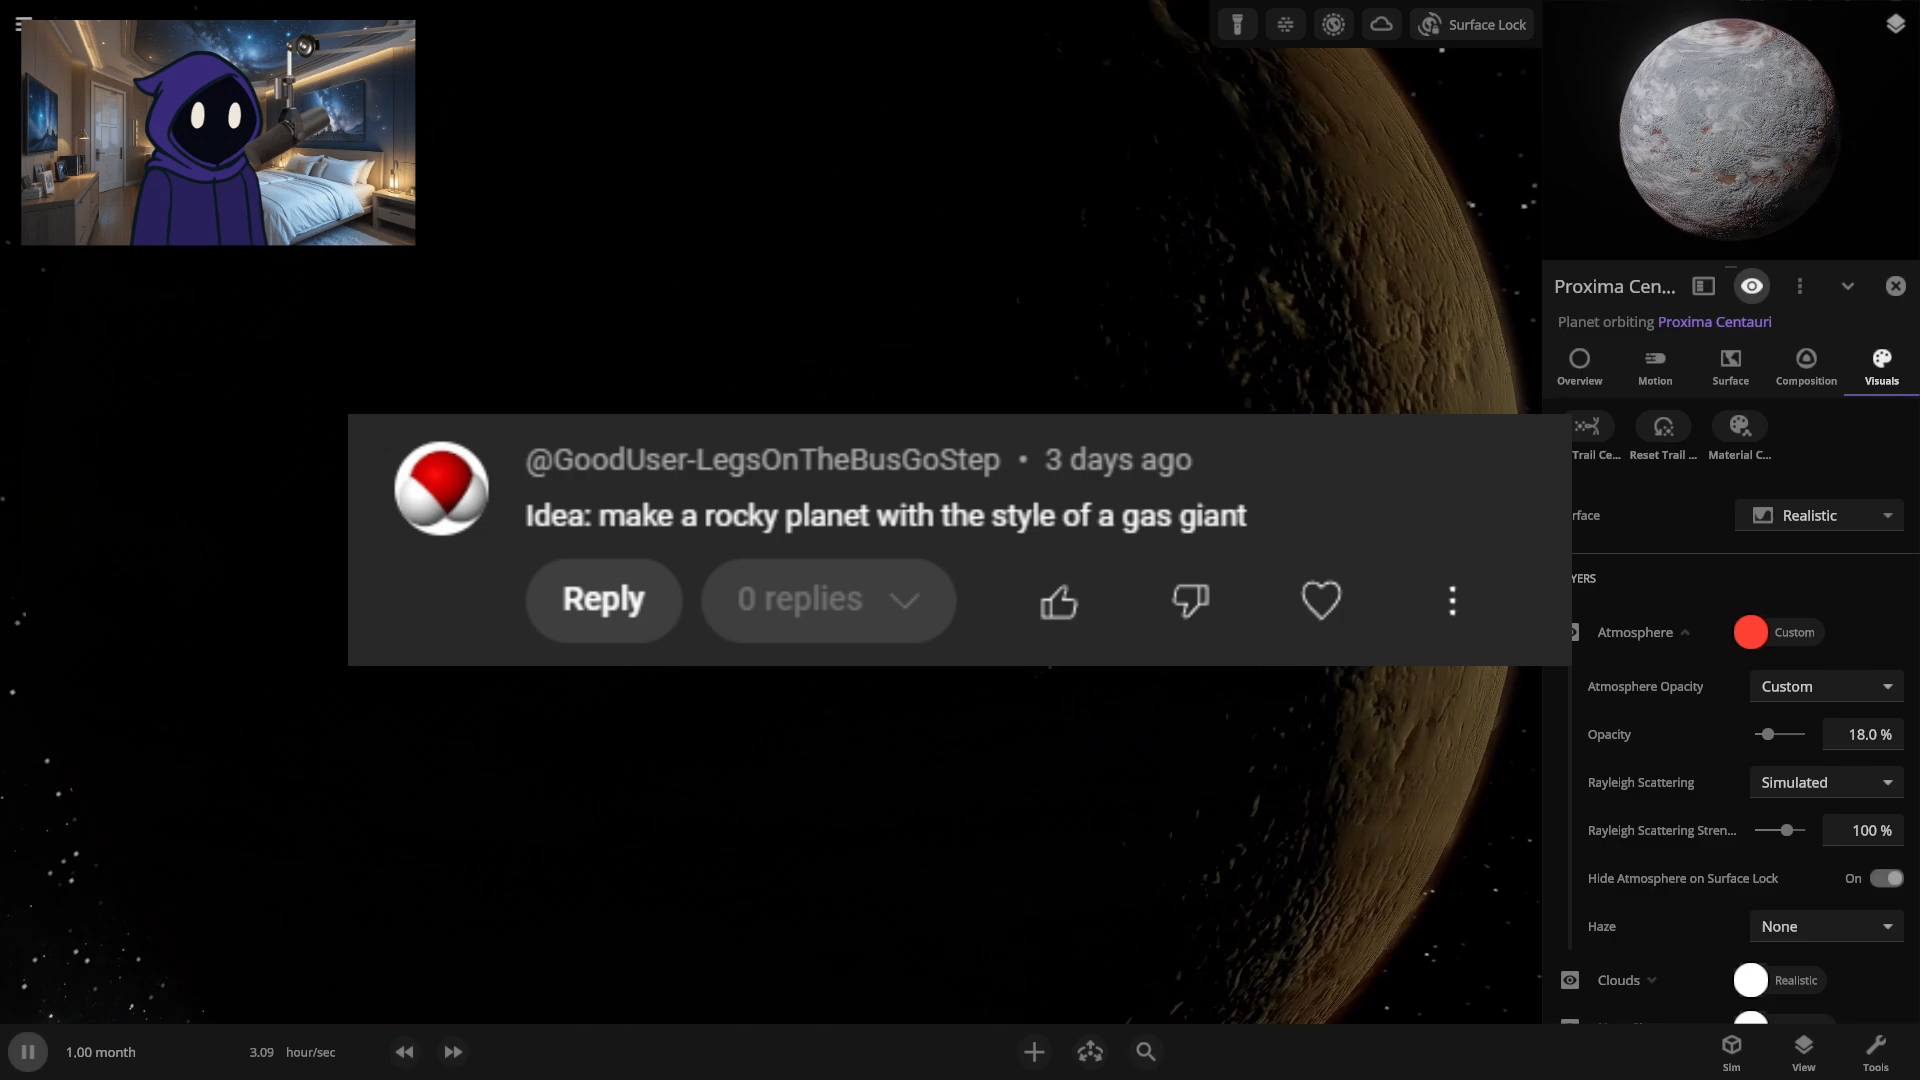 Surface Lock
Proxima Cen...
Planet orbiting Proxima Centauri
Overview
Motion
Surface
Composition
Visuals
@GoodUser-LegsOnTheBusGoStep • 3 days ago
Idea: make a rocky planet with the style of a gas giant
Reply
0 replies
Trail Ce...
Reset Trail ...
Material C...
rface
Realistic
YERS
Atmosphere
Custom
Atmosphere Opacity
Custom
Opacity
18.0 %
Rayleigh Scattering
Simulated
Rayleigh Scattering Stren...
100 %
Hide Atmosphere on Surface Lock
On
Haze
None
Clouds
Realistic
1.00 month
3.09 hour/sec
Sim
View
Tools